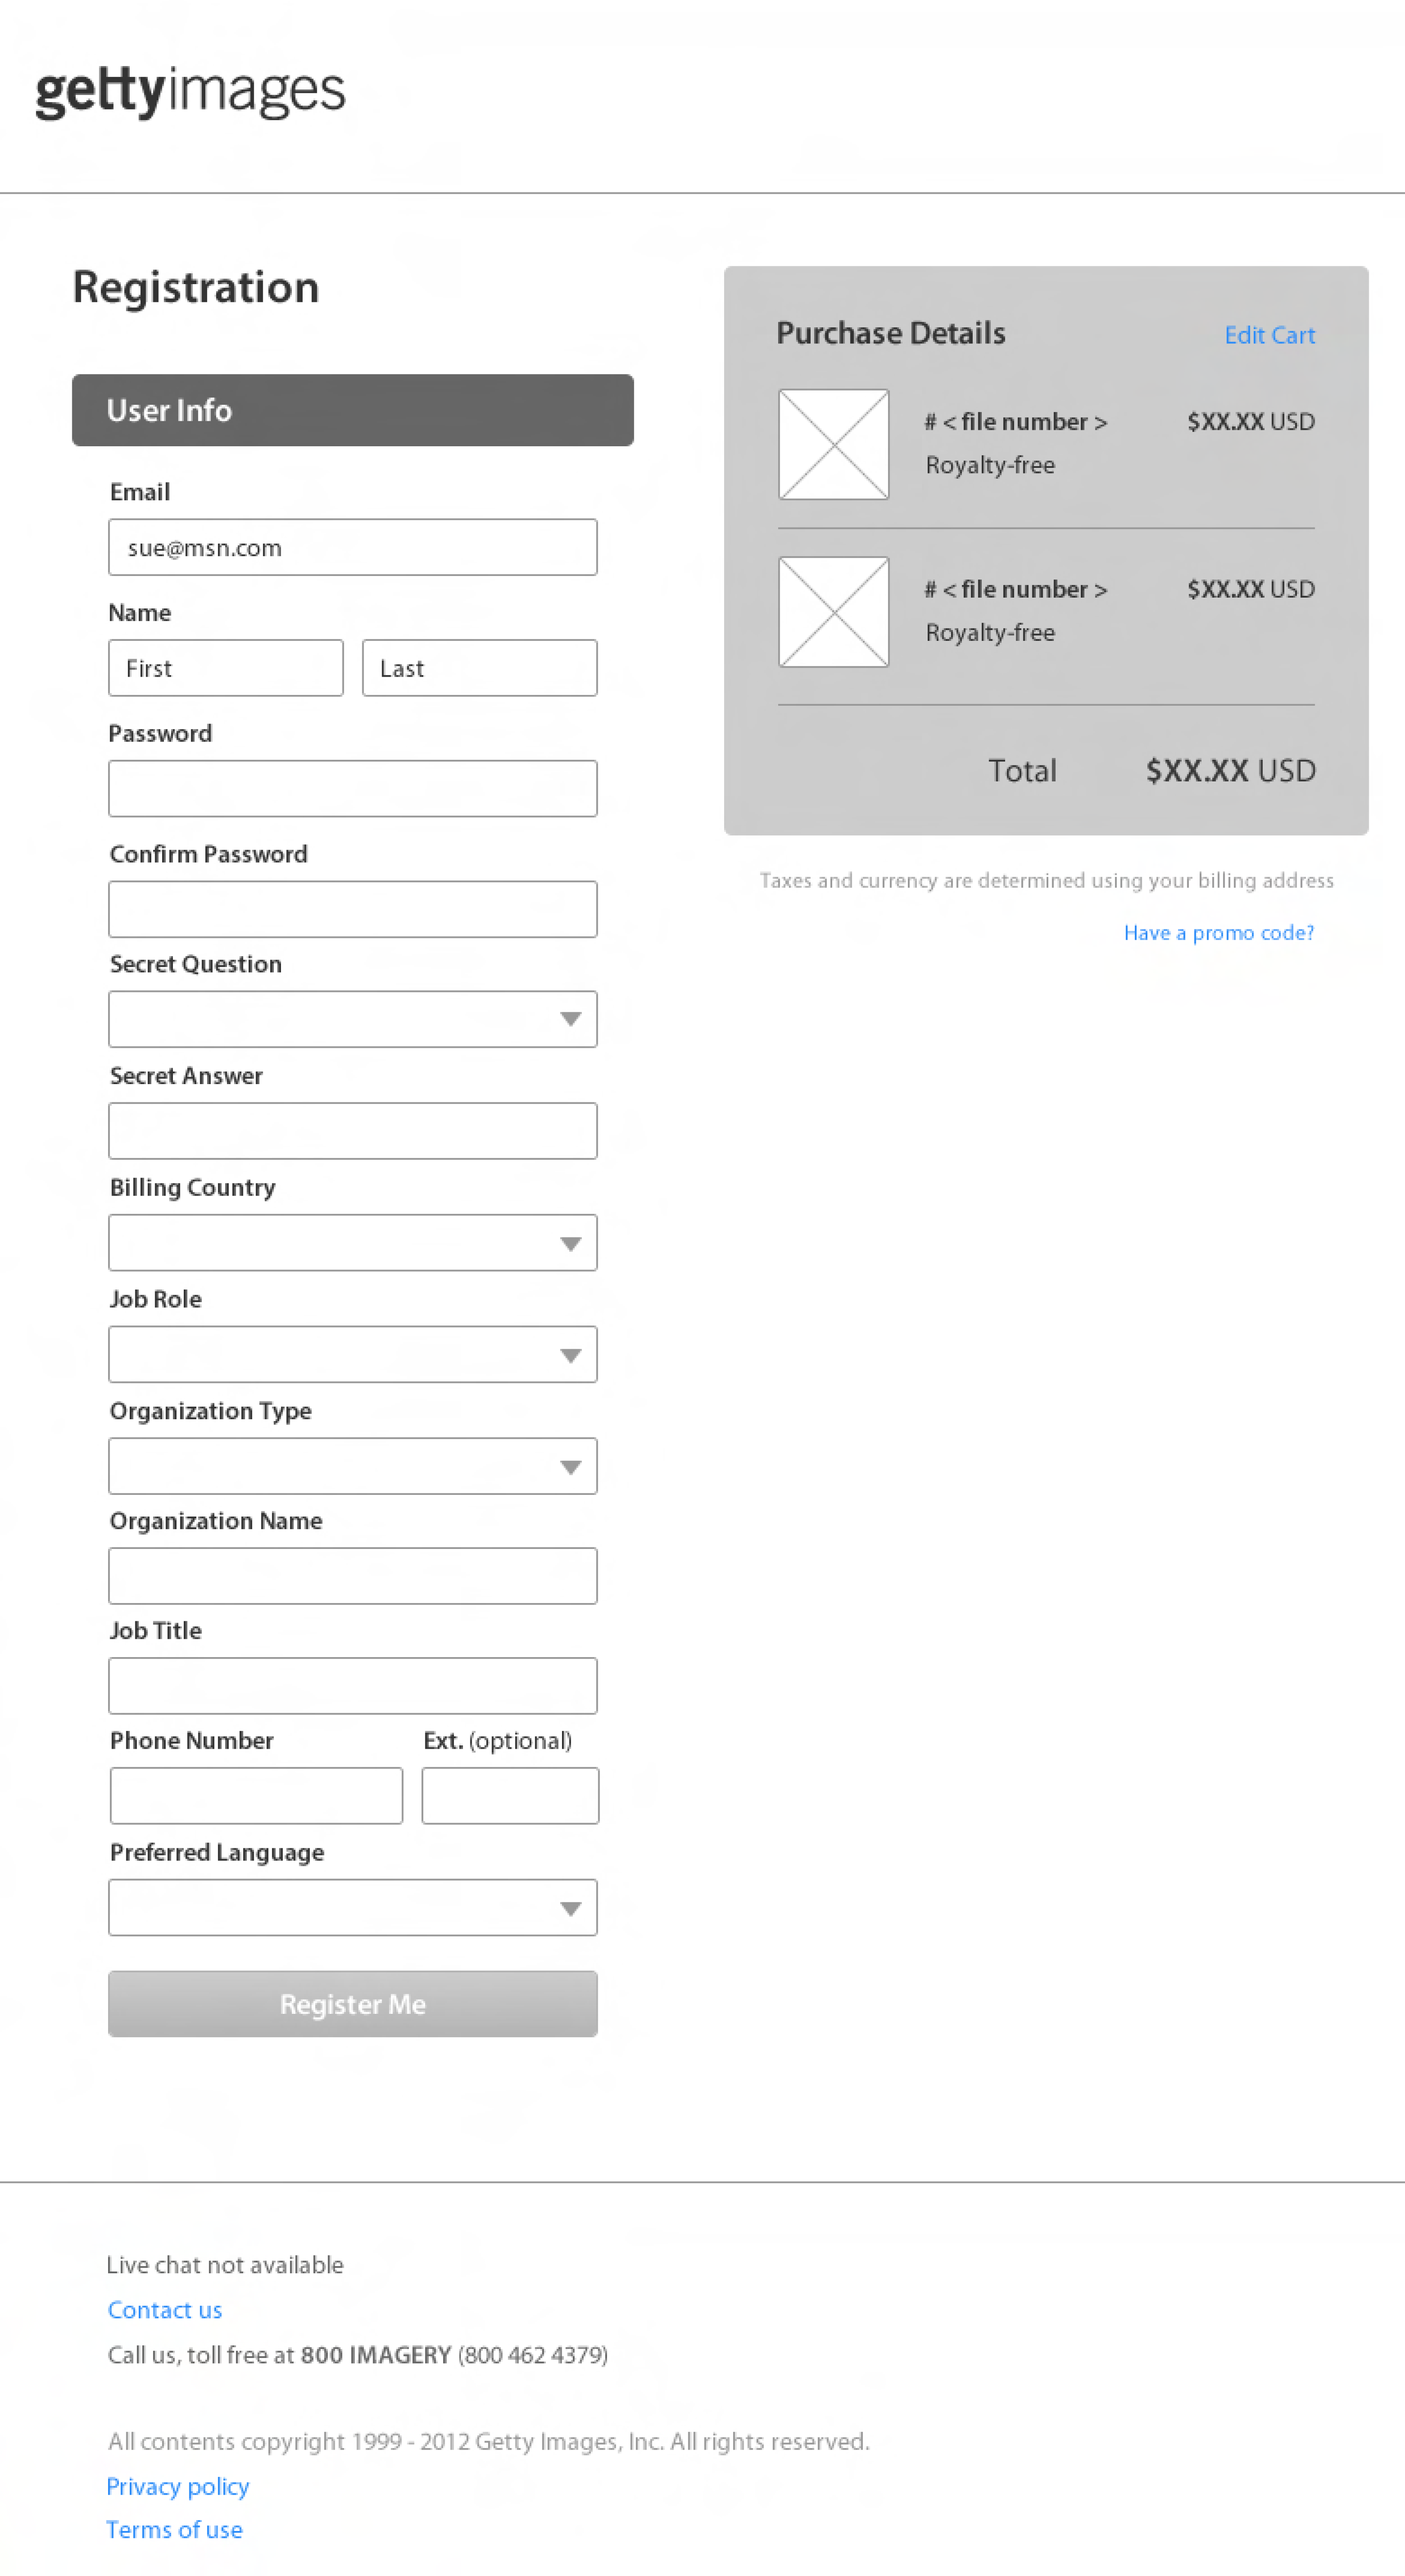 gettyimages
Registration
User Info
Email
sue@msn.com
Name
First Last
Password
Confirm Password
Secret Question
Secret Answer
Billing Country
Job Role
Organization Type
Organization Name
Job Title
Phone Number Ext. (optional)
Preferred Language
Register Me
Purchase Details Edit Cart
# < file number > $XX.XX USD
Royalty-free
# < file number > $XX.XX USD
Royalty-free
Total $XX.XX USD
Taxes and currency are determined using your billing address
Have a promo code?
Live chat not available
Contact us
Call us, toll free at 800 IMAGERY (800 462 4379)
All contents copyright 1999 - 2012 Getty Images, Inc. All rights reserved.
Privacy policy
Terms of use